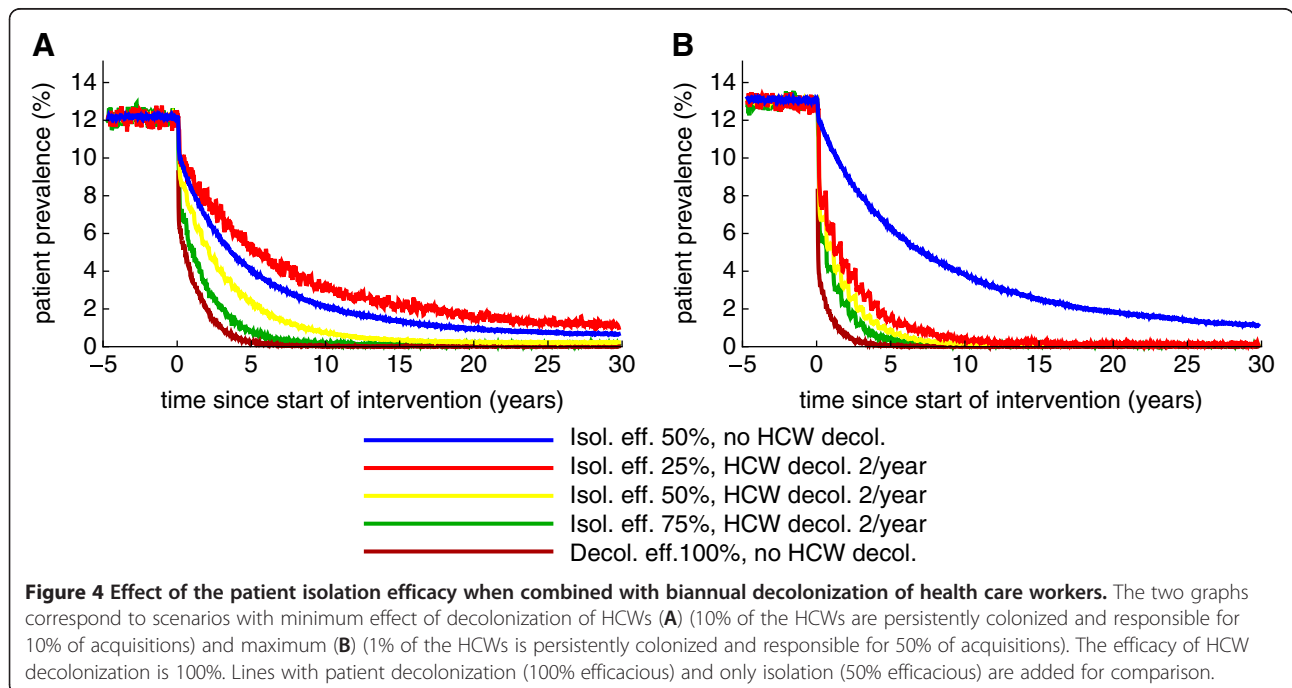 A
B
patient prevalence (%)
14
12
10
8
6
4
2
0
−5 0 5 10 15 20 25 30
time since start of intervention (years)
patient prevalence (%)
14
12
10
8
6
4
2
0
−5 0 5 10 15 20 25 30
time since start of intervention (years)
Isol. eff. 50%, no HCW decol.
Isol. eff. 25%, HCW decol. 2/year
Isol. eff. 50%, HCW decol. 2/year
Isol. eff. 75%, HCW decol. 2/year
Decol. eff.100%, no HCW decol.
Figure 4 Effect of the patient isolation efficacy when combined with biannual decolonization of health care workers. The two graphs
correspond to scenarios with minimum effect of decolonization of HCWs (A) (10% of the HCWs are persistently colonized and responsible for
10% of acquisitions) and maximum (B) (1% of the HCWs is persistently colonized and responsible for 50% of acquisitions). The efficacy of HCW
decolonization is 100%. Lines with patient decolonization (100% efficacious) and only isolation (50% efficacious) are added for comparison.